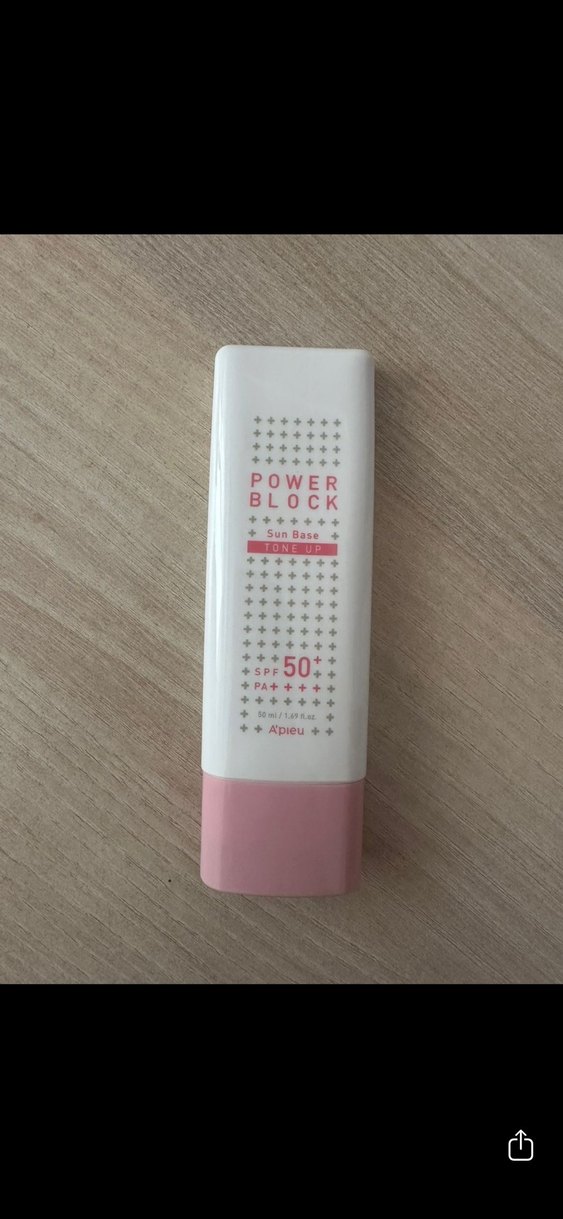 POWER
BLOCK
Sun Base
TONE UP
SPF 50+
PA++++
50 ml / 1.69 fl.oz.
A'pieu